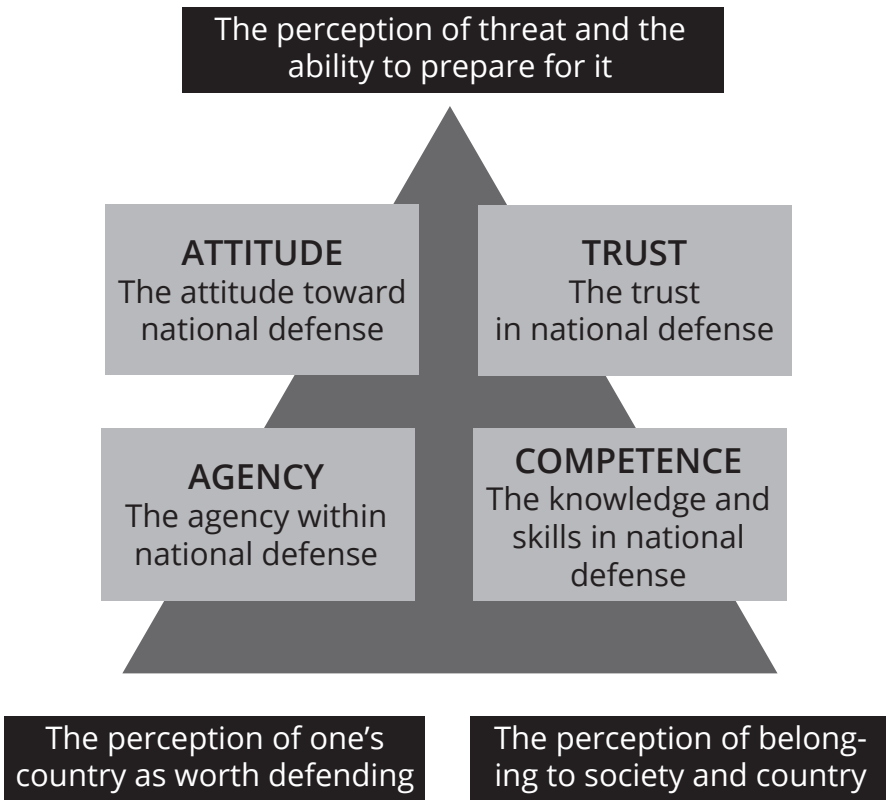 The perception of threat and the
ability to prepare for it
ATTITUDE
The attitude toward
national defense
TRUST
The trust
in national defense
AGENCY
The agency within
national defense
COMPETENCE
The knowledge and
skills in national
defense
The perception of one’s
country as worth defending
The perception of belong-
ing to society and country